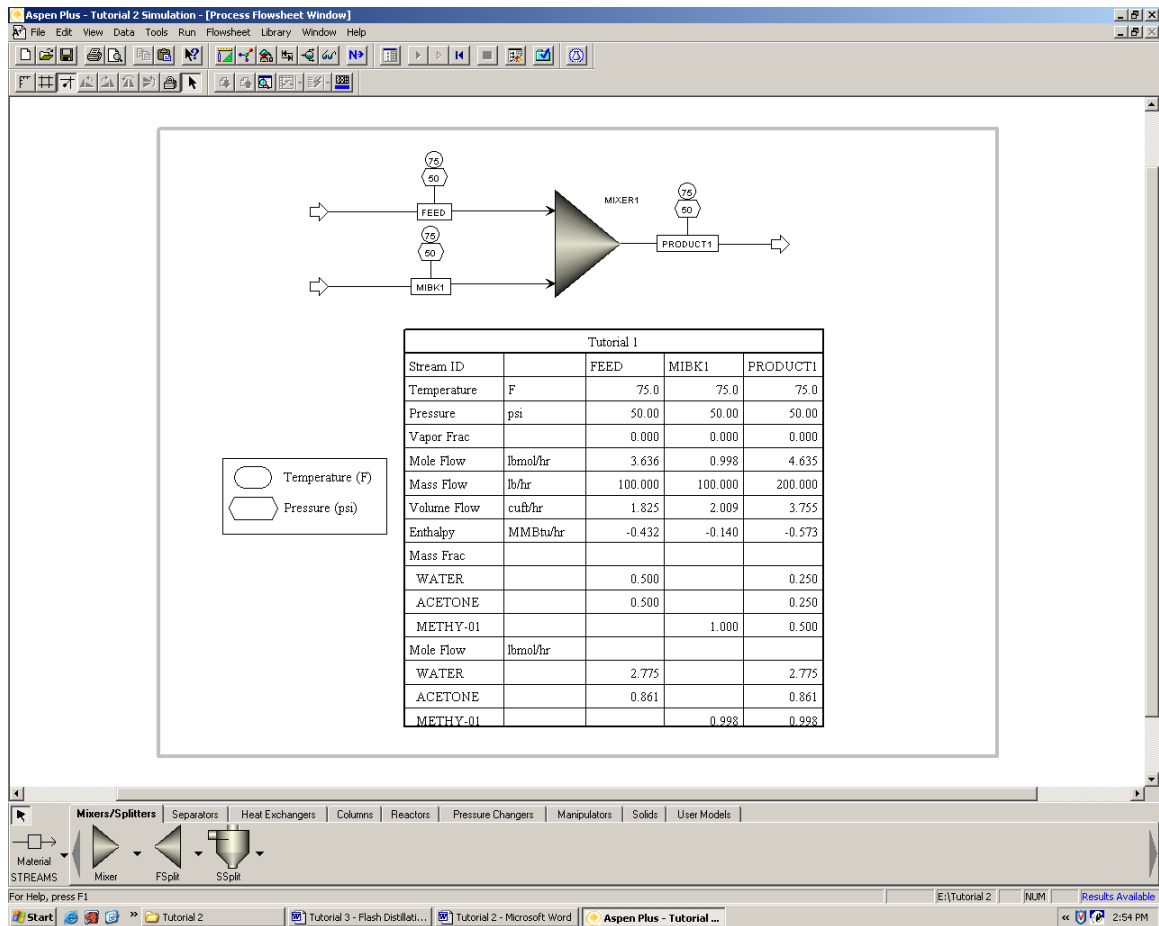 Aspen Plus - Tutorial 2 Simulation - [Process Flowsheet Window]
File Edit View Data Tools Run Flowsheet Library Window Help
N>
75
50
FEED
75
50
MIBK1
MIXER1
75
50
PRODUCT1
Tutorial 1
Stream ID FEED MIBK1 PRODUCT1
Temperature F 75.0 75.0 75.0
Pressure psi 50.00 50.00 50.00
Vapor Frac 0.000 0.000 0.000
Mole Flow lbmol/hr 3.636 0.998 4.635
Mass Flow lb/hr 100.000 100.000 200.000
Volume Flow cuft/hr 1.825 2.009 3.755
Enthalpy MMBtu/hr -0.432 -0.140 -0.573
Mass Frac
WATER 0.500 0.250
ACETONE 0.500 0.250
METHY-01 1.000 0.500
Mole Flow lbmol/hr
WATER 2.775 2.775
ACETONE 0.861 0.861
METHY-01 0.998 0.998
Temperature (F)
Pressure (psi)
Mixers/Splitters Separators Heat Exchangers Columns Reactors Pressure Changers Manipulators Solids User Models
Material
STREAMS Mixer FSplit SSplit
For Help, press F1 E:\Tutorial 2 NUM Results Available
Start » Tutorial 2 Tutorial 3 - Flash Distillati... Tutorial 2 - Microsoft Word Aspen Plus - Tutorial ... « 2:54 PM